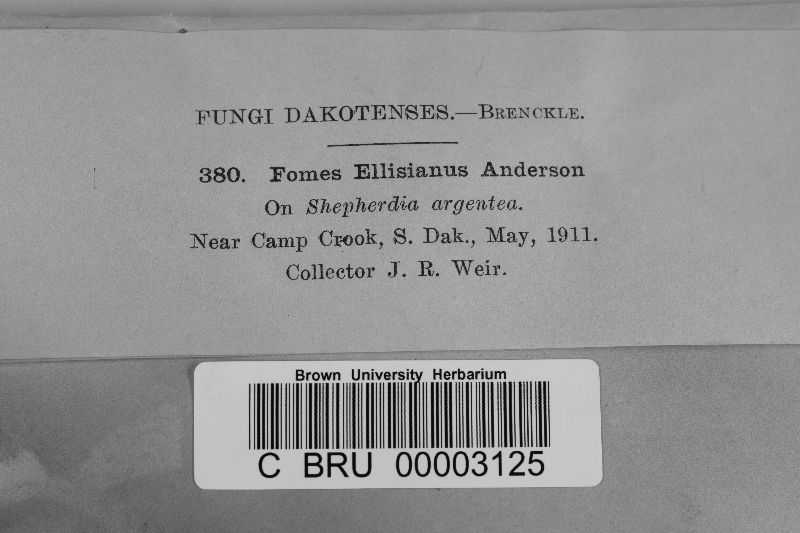 FUNGI DAKOTENSES.—BRENCKLE.
380. Fomes Ellisianus Anderson
On Shepherdia argentea.
Near Camp Crook, S. Dak., May, 1911.
Collector J. R. Weir.
Brown University Herbarium
C BRU 00003125